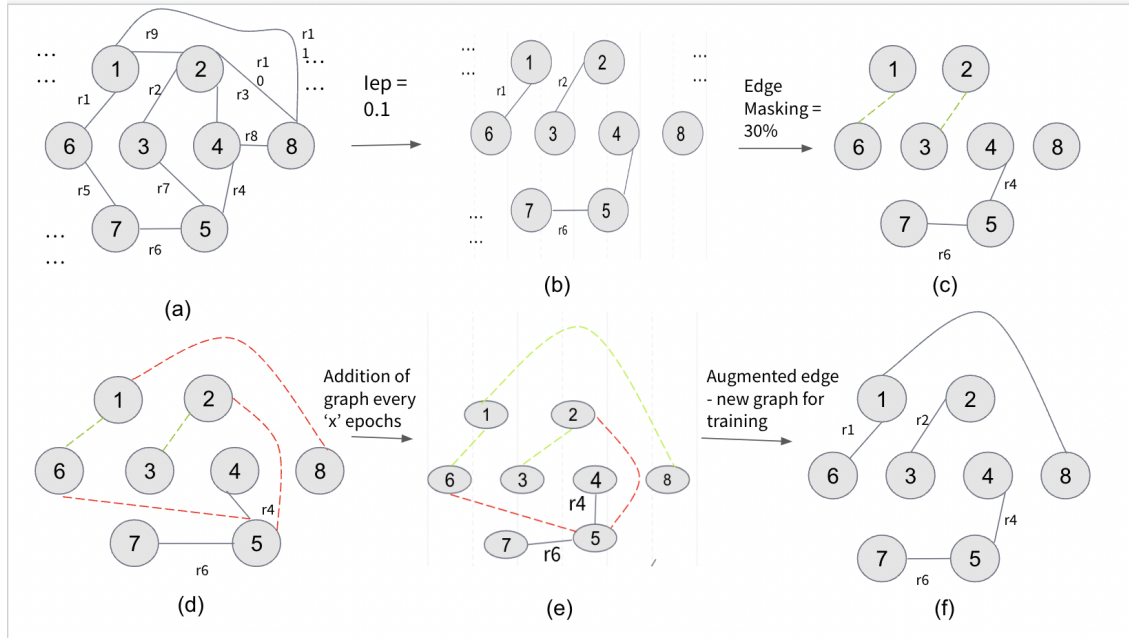 r9
r1
1
...
...
...
...
1
2
r1
0
r1
r2
r3
6
3
4
r8
8
r5
r7
r4
7
5
r6
...
...
(a)
Iep =
0.1
...
...
...
...
1
2
r1
r2
6
3
4
8
7
5
r6
...
...
(b)
Edge
Masking =
30%
1
2
6
3
4
8
r4
7
5
r6
(c)
1
2
6
3
4
8
r4
7
5
r6
(d)
Addition of
graph every
‘x’ epochs
1
2
6
3
4
8
r4
7
5
r6
(e)
Augmented edge
- new graph for
training
1
2
r1
r2
6
3
4
8
r4
7
5
r6
(f)